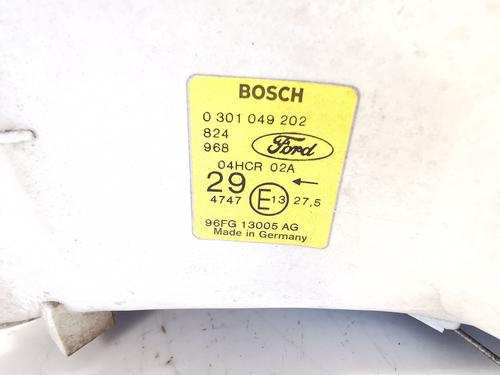 BOSCH
0 301 049 202
824
968 Ford
04HCR 02A
29 ←
4747 E13 27,5
96FG 13005 AG
Made in Germany